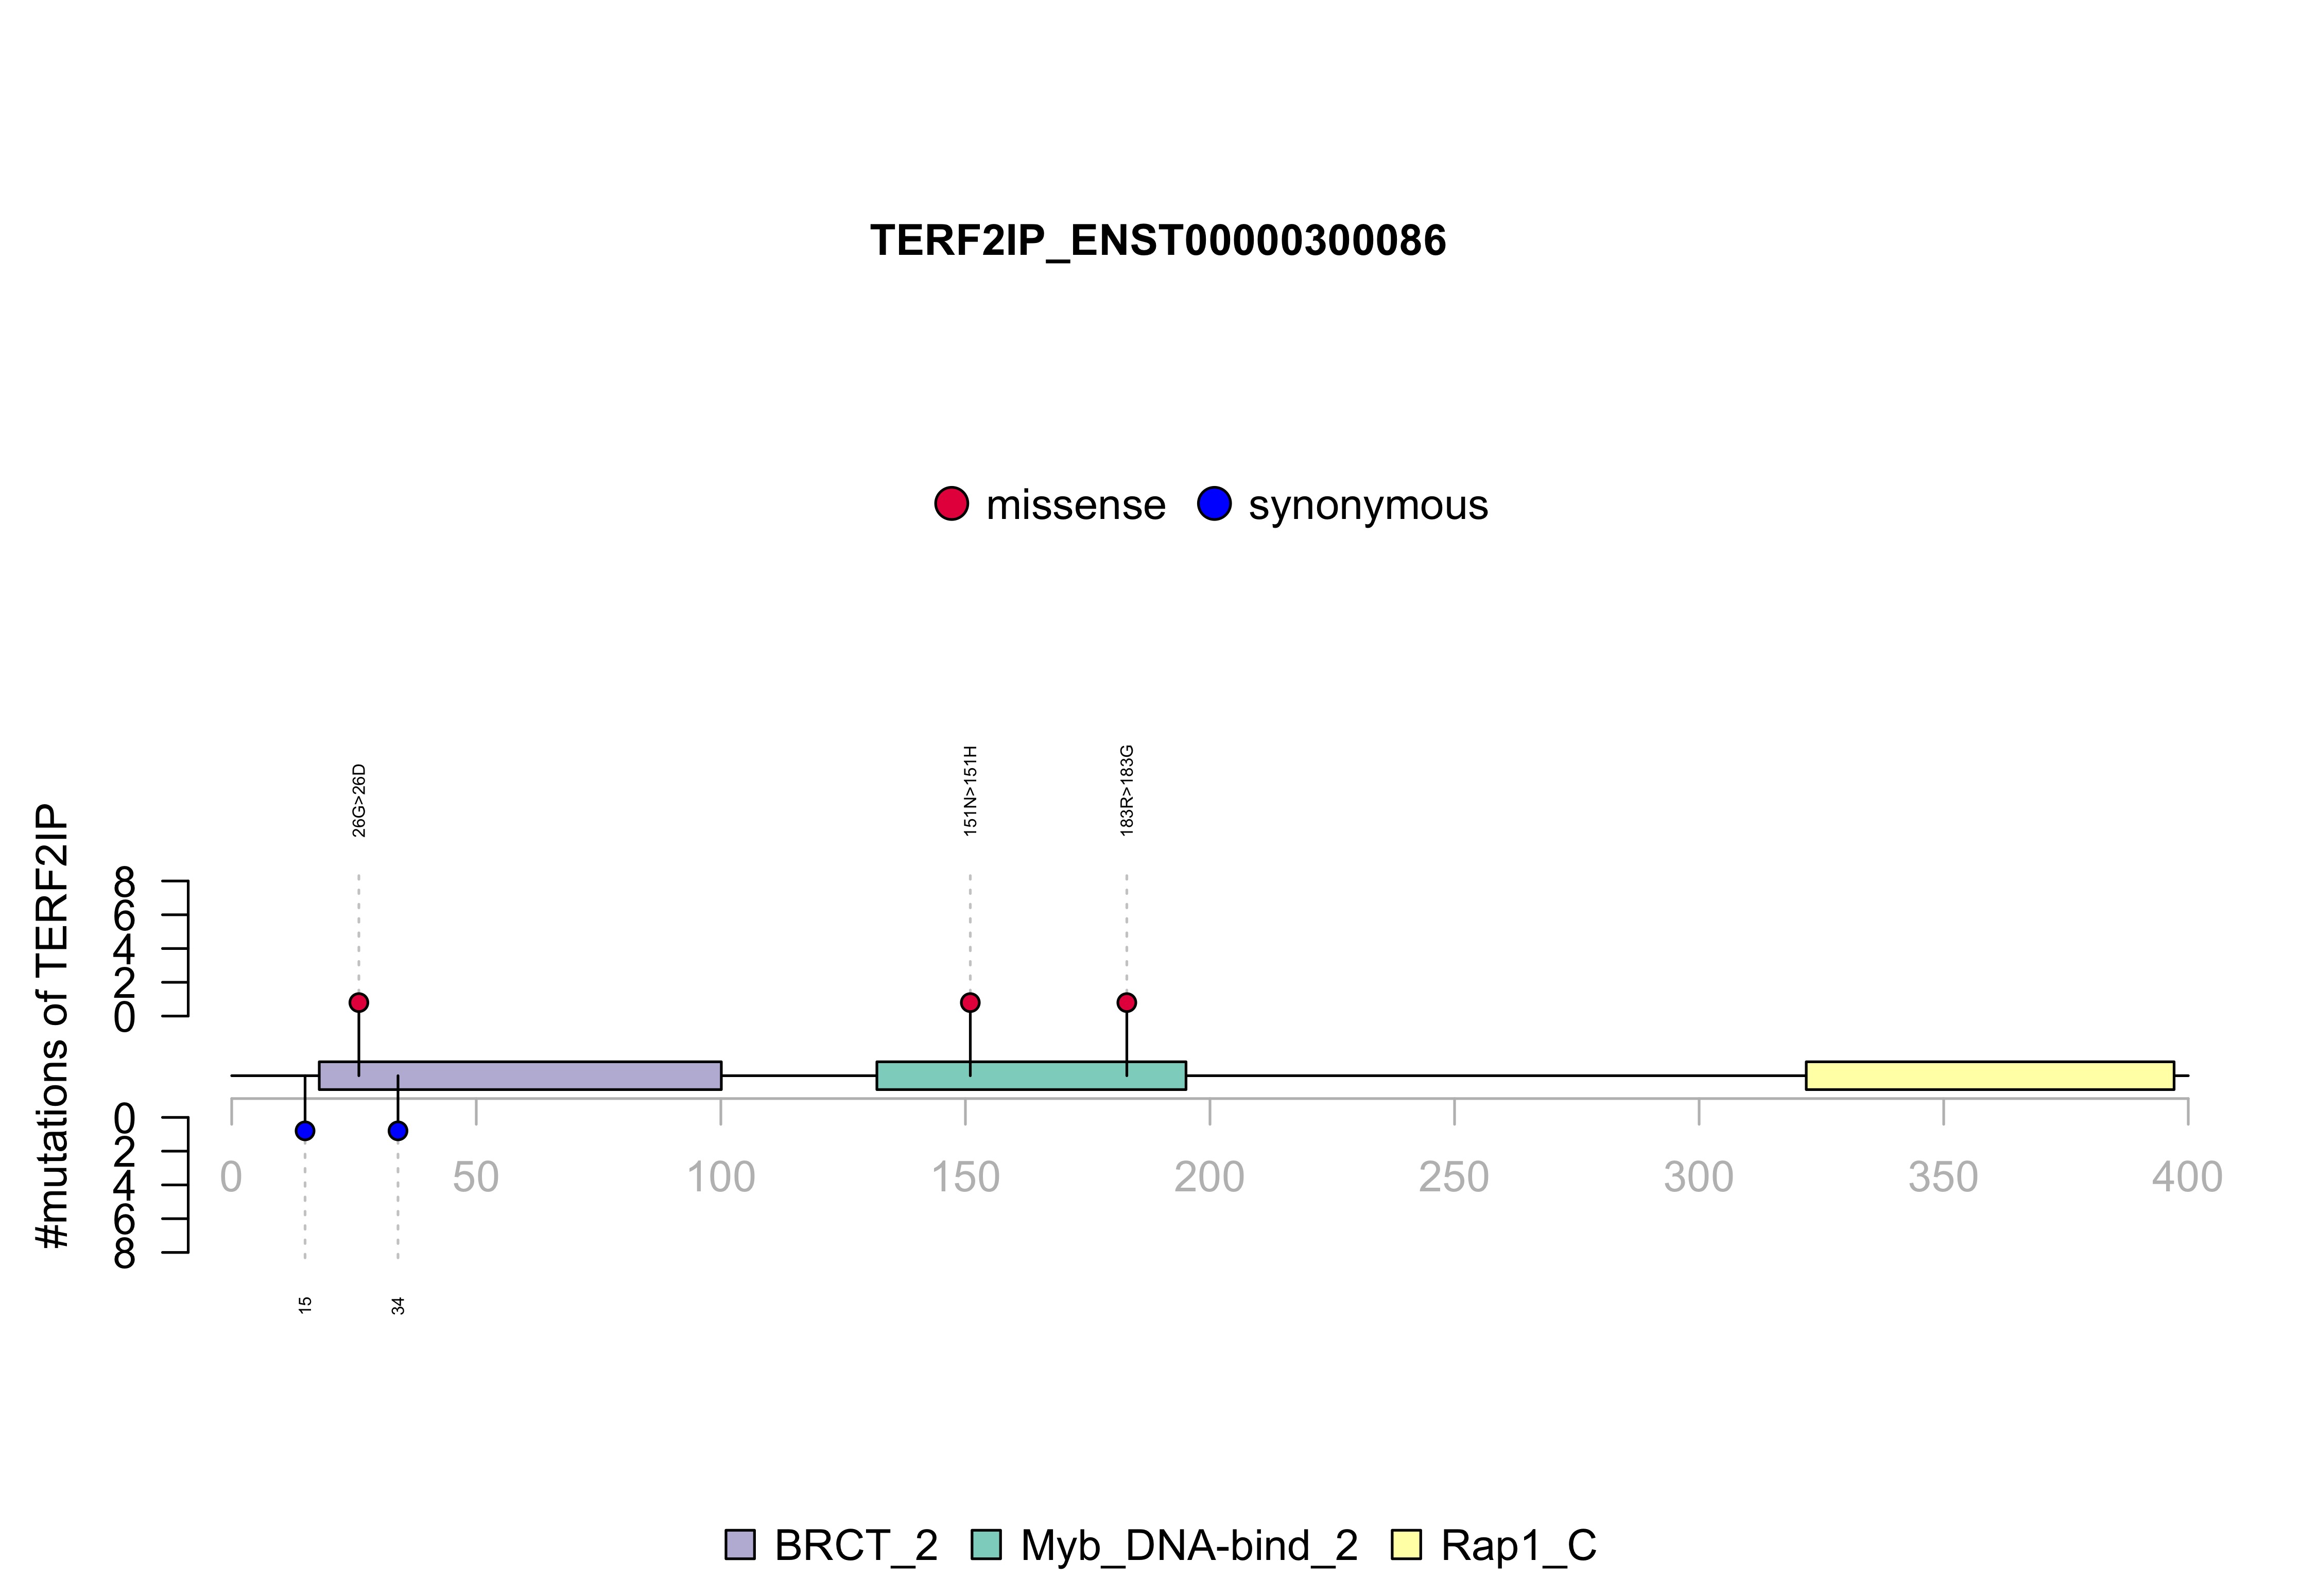 TERF2IP_ENST00000300086
missense synonymous
26G>26D 151N>151H 183R>183G
#mutations of TERF2IP
8
6
4
2
0
0
2
4
6
8
0 50 100 150 200 250 300 350 400
15 34
BRCT_2 Myb_DNA-bind_2 Rap1_C